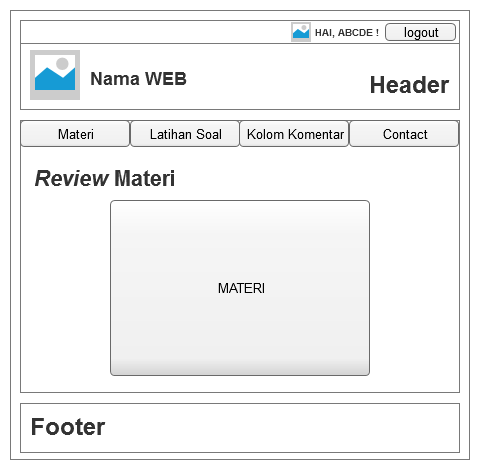 HAI, ABCDE !
logout
Nama WEB
Header
Materi
Latihan Soal
Kolom Komentar
Contact
Review Materi
MATERI
Footer